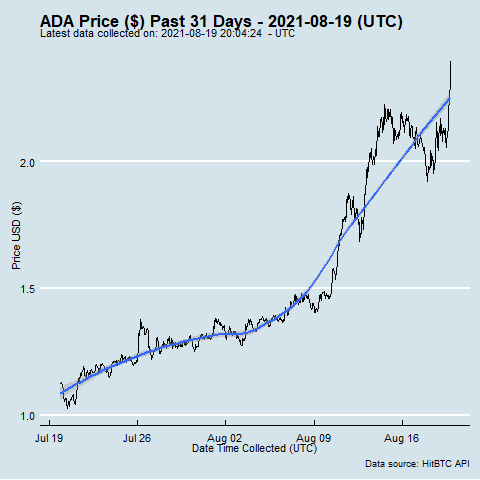 ADA Price ($) Past 31 Days - 2021-08-19 (UTC)
Latest data collected on: 2021-08-19 20:04:24  - UTC
Price USD ($)
2.0
1.5
1.0
Jul 19 Jul 26 Aug 02 Aug 09 Aug 16
Date Time Collected (UTC)
Data source: HitBTC API